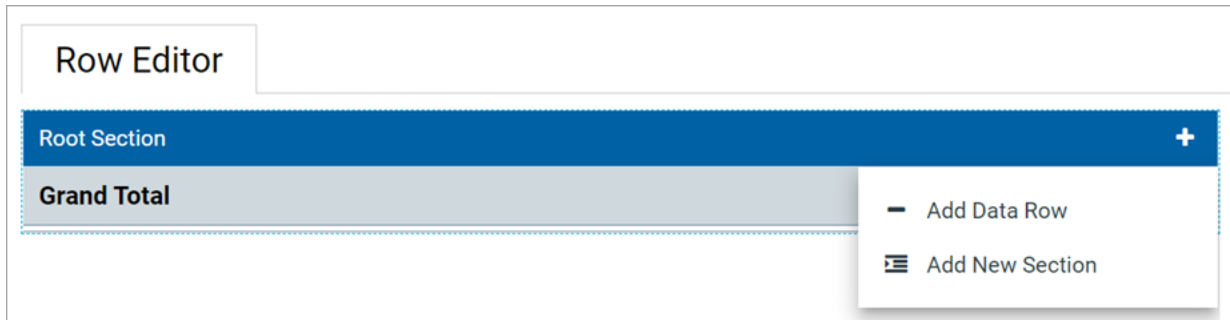 Row Editor
Root Section
Grand Total
Add Data Row
Add New Section